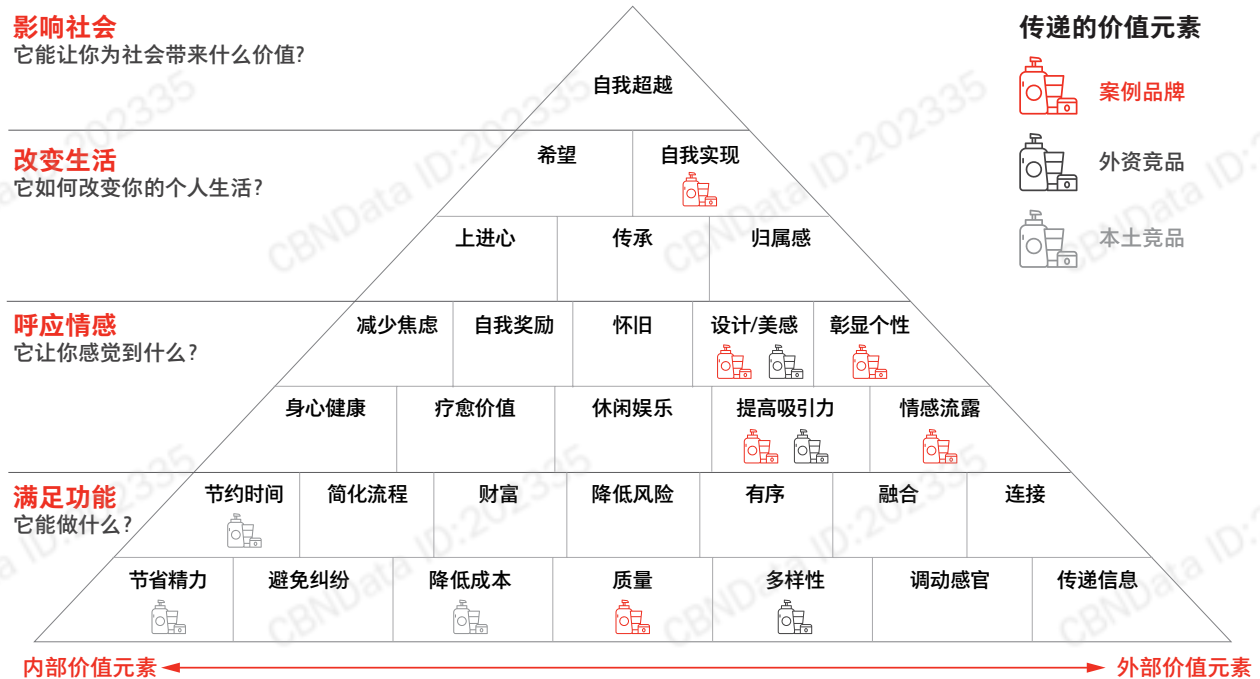 影响社会
它能让你为社会带来什么价值?
传递的价值元素
案例品牌
外资竞品
本土竞品
自我超越
改变生活
它如何改变你的个人生活?
希望
自我实现
上进心
传承
归属感
呼应情感
它让你感觉到什么?
减少焦虑
自我奖励
怀旧
设计/美感
彰显个性
身心健康
疗愈价值
休闲娱乐
提高吸引力
情感流露
满足功能
它能做什么?
节约时间
简化流程
财富
降低风险
有序
融合
连接
节省精力
避免纠纷
降低成本
质量
多样性
调动感官
传递信息
内部价值元素
外部价值元素
CBNData ID:202335